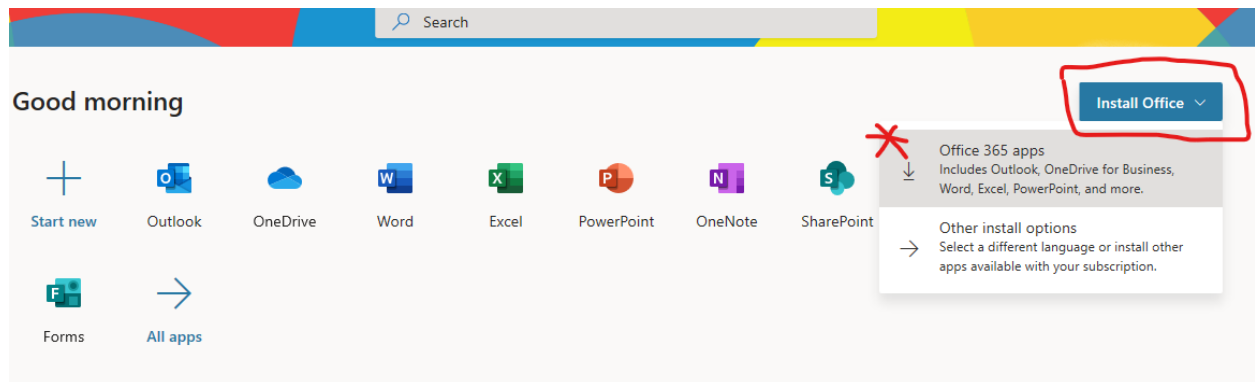 Search
Good morning
Install Office
Office 365 apps
Includes Outlook, OneDrive for Business,
Word, Excel, PowerPoint, and more.
Other install options
Select a different language or install other
apps available with your subscription.
Start new
Outlook
OneDrive
Word
Excel
PowerPoint
OneNote
SharePoint
Forms
All apps